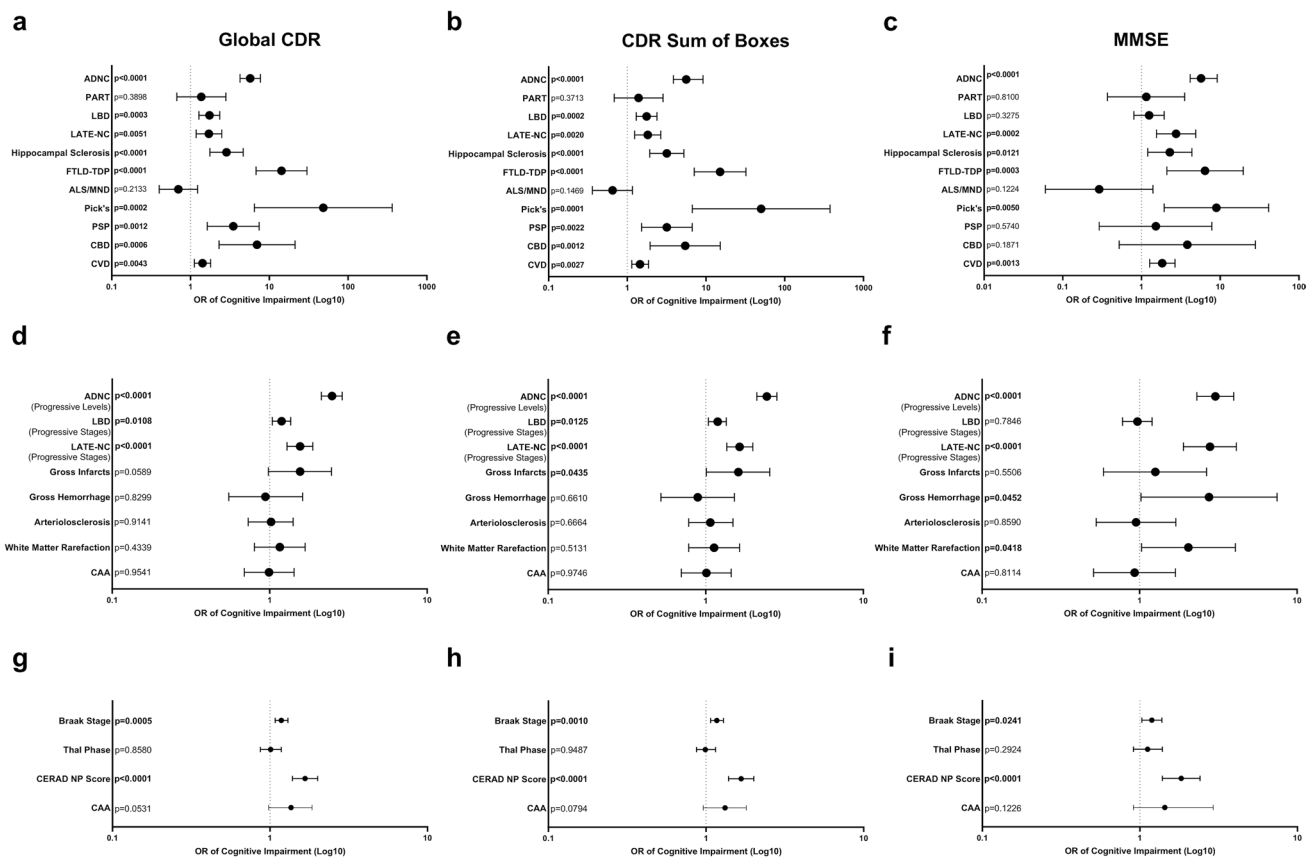 a
Global CDR
ADNC p<0.0001
PART p=0.3898
LBD p=0.0003
LATE-NC p=0.0051
Hippocampal Sclerosis p<0.0001
FTLD-TDP p<0.0001
ALS/MND p=0.2133
Pick's p=0.0002
PSP p=0.0012
CBD p=0.0006
CVD p=0.0043
0.1 1 10 100 1000
OR of Cognitive Impairment (Log10)
b
CDR Sum of Boxes
ADNC p<0.0001
PART p=0.3713
LBD p=0.0002
LATE-NC p=0.0020
Hippocampal Sclerosis p<0.0001
FTLD-TDP p<0.0001
ALS/MND p=0.1469
Pick's p=0.0001
PSP p=0.0022
CBD p=0.0012
CVD p=0.0027
0.1 1 10 100 1000
OR of Cognitive Impairment (Log10)
c
MMSE
ADNC p<0.0001
PART p=0.8100
LBD p=0.3275
LATE-NC p=0.0002
Hippocampal Sclerosis p=0.0121
FTLD-TDP p=0.0003
ALS/MND p=0.1224
Pick's p=0.0050
PSP p=0.5740
CBD p=0.1871
CVD p=0.0013
0.01 0.1 1 10 100
OR of Cognitive Impairment (Log10)
d
ADNC p<0.0001
(Progressive Levels)
LBD p=0.0108
(Progressive Stages)
LATE-NC p<0.0001
(Progressive Stages)
Gross Infarcts p=0.0589
Gross Hemorrhage p=0.8299
Arteriolosclerosis p=0.9141
White Matter Rarefaction p=0.4339
CAA p=0.9541
0.1 1 10
OR of Cognitive Impairment (Log10)
e
ADNC p<0.0001
(Progressive Levels)
LBD p=0.0125
(Progressive Stages)
LATE-NC p<0.0001
(Progressive Stages)
Gross Infarcts p=0.0435
Gross Hemorrhage p=0.6610
Arteriolosclerosis p=0.6664
White Matter Rarefaction p=0.5131
CAA p=0.9746
0.1 1 10
OR of Cognitive Impairment (Log10)
f
ADNC p<0.0001
(Progressive Levels)
LBD p=0.7846
(Progressive Stages)
LATE-NC p<0.0001
(Progressive Stages)
Gross Infarcts p=0.5506
Gross Hemorrhage p=0.0452
Arteriolosclerosis p=0.8590
White Matter Rarefaction p=0.0418
CAA p=0.8114
0.1 1 10
OR of Cognitive Impairment (Log10)
g
Braak Stage p=0.0005
Thal Phase p=0.8580
CERAD NP Score p<0.0001
CAA p=0.0531
0.1 1 10
OR of Cognitive Impairment (Log10)
h
Braak Stage p=0.0010
Thal Phase p=0.9487
CERAD NP Score p<0.0001
CAA p=0.0794
0.1 1 10
OR of Cognitive Impairment (Log10)
i
Braak Stage p=0.0241
Thal Phase p=0.2924
CERAD NP Score p<0.0001
CAA p=0.1226
0.1 1 10
OR of Cognitive Impairment (Log10)